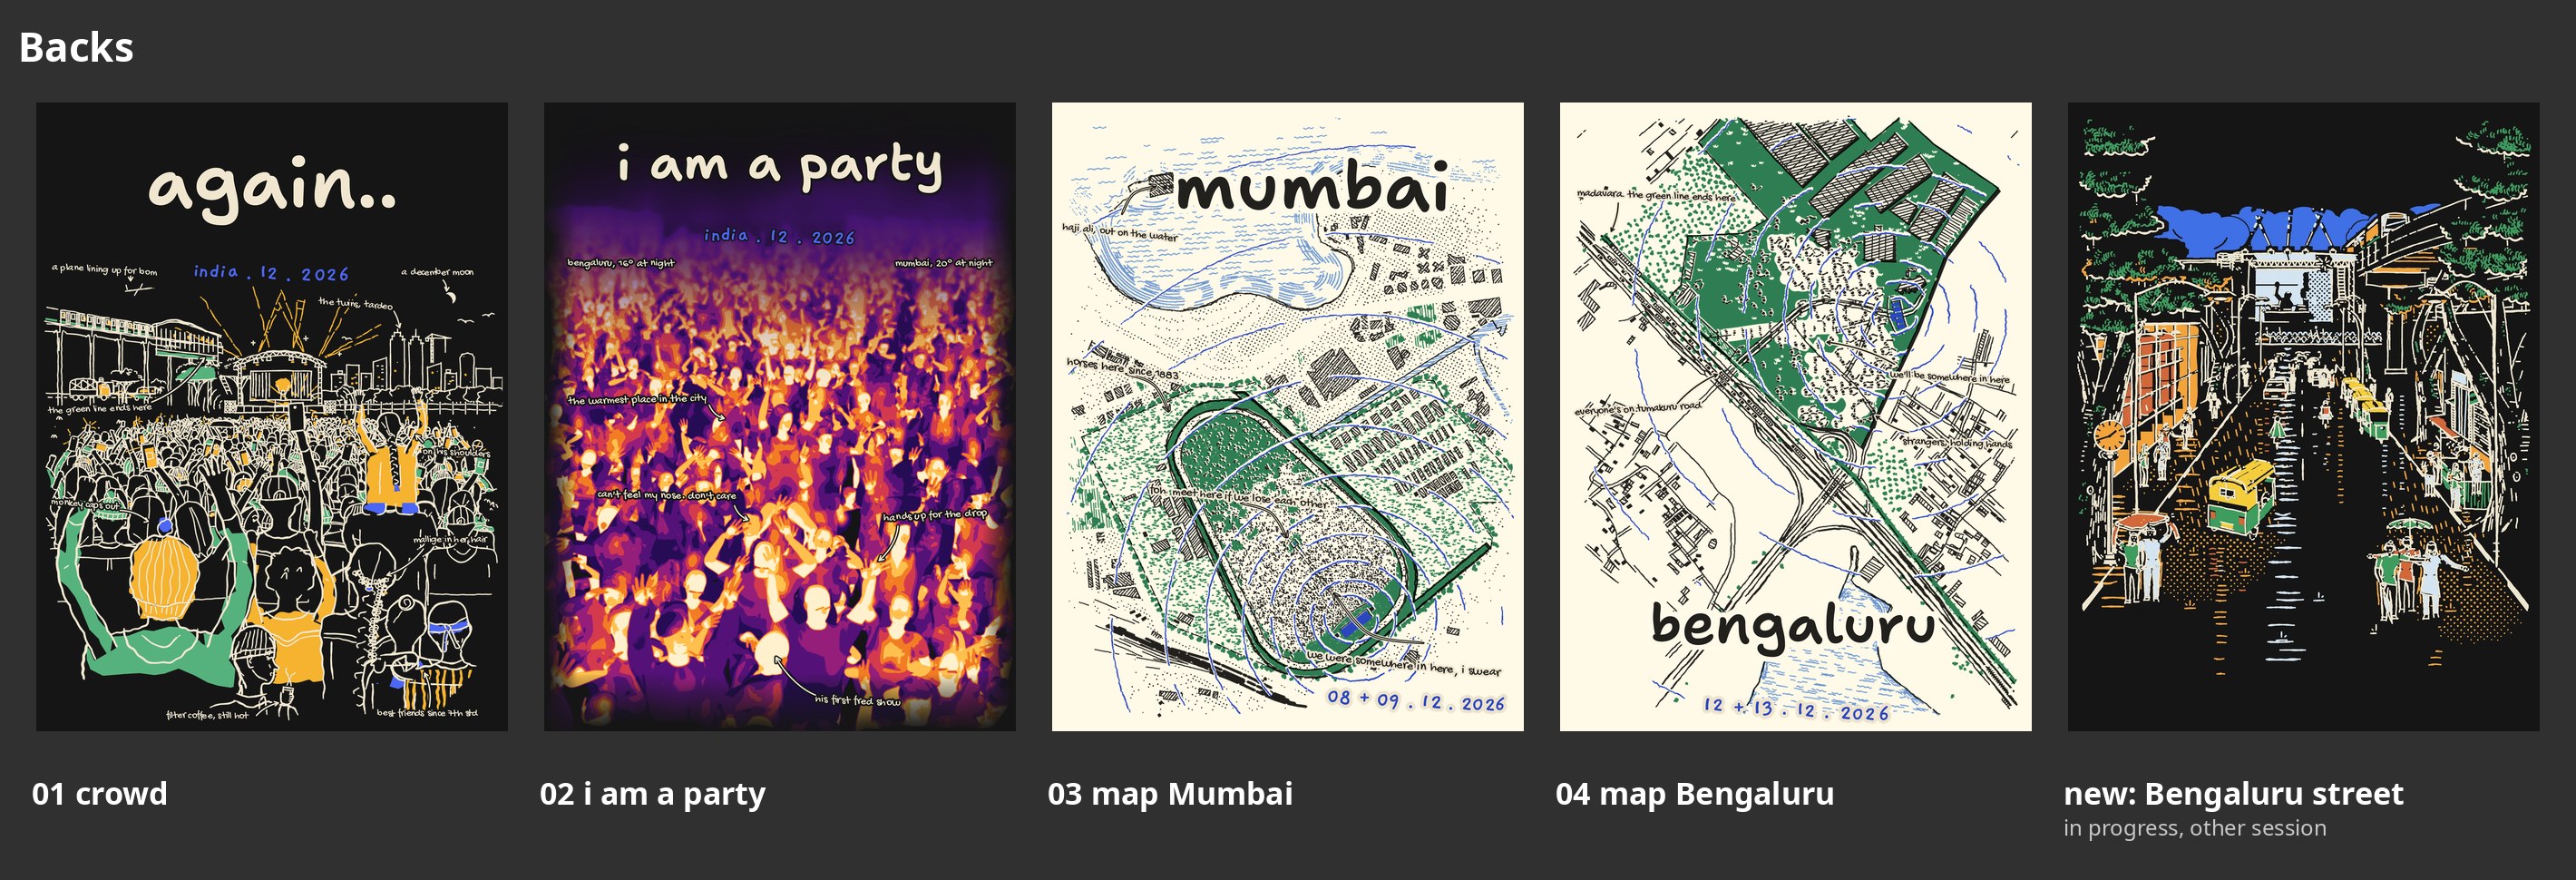 Backs
again..
india . 12 . 2026
a plane lining up for bom
a december moon
the twins, tardeo
the green line ends here
on his shoulders
monkey caps out
mallige in her hair
filter coffee, still hot
best friends since 7th std
01 crowd
i am a party
india . 12 . 2026
bengaluru, 16° at night
mumbai, 20° at night
the warmest place in the city
can't feel my nose. don't care
hands up for the drop
his first fred show
02 i am a party
mumbai
haji ali, out on the water
horses here since 1883
meet here if we lose each other
we were somewhere in here, i swear
08 + 09 . 12 . 2026
03 map Mumbai
madavara. the green line ends here
we'll be somewhere in here
everyone's on tumakuru road
strangers, holding hands
bengaluru
12 + 13 . 12 . 2026
04 map Bengaluru
new: Bengaluru street
in progress, other session